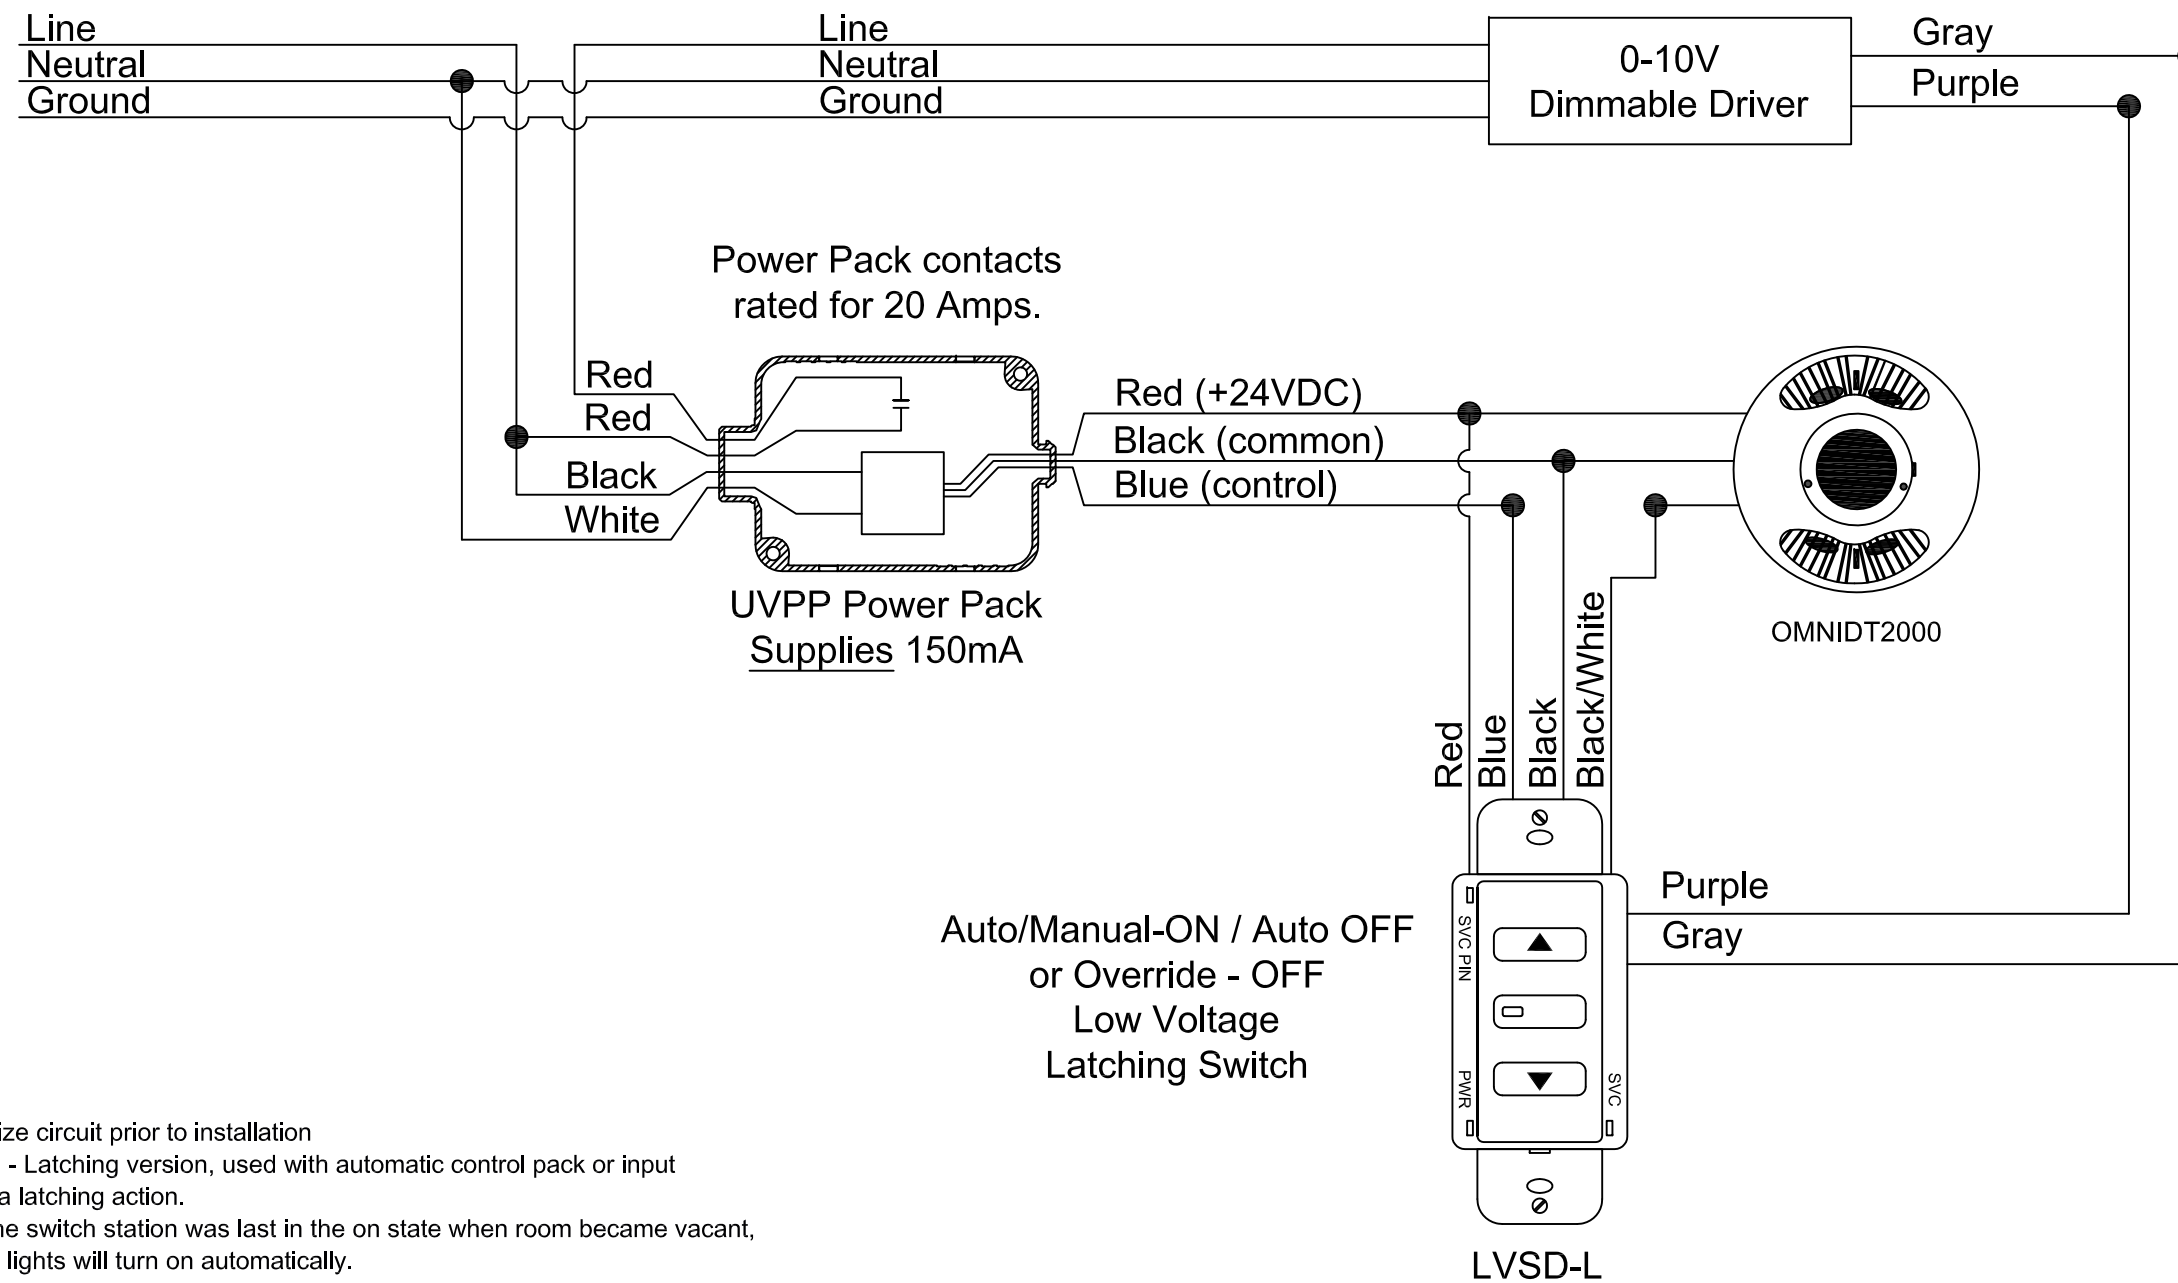 Line
Neutral
Ground
Line
Neutral
Ground
0-10V
Dimmable Driver
Gray
Purple
Power Pack contacts
rated for 20 Amps.
Red
Red
Black
White
Red (+24VDC)
Black (common)
Blue (control)
UVPP Power Pack
Supplies 150mA
OMNIDT2000
Red
Blue
Black
Black/White
Purple
Gray
Auto/Manual-ON / Auto OFF
or Override - OFF
Low Voltage
Latching Switch
SVC PIN
PWR
SVC
LVSD-L
circuit prior to installation
- Latching version, used with automatic control pack or input
a latching action.
switch station was last in the on state when room became vacant,
lights will turn on automatically.